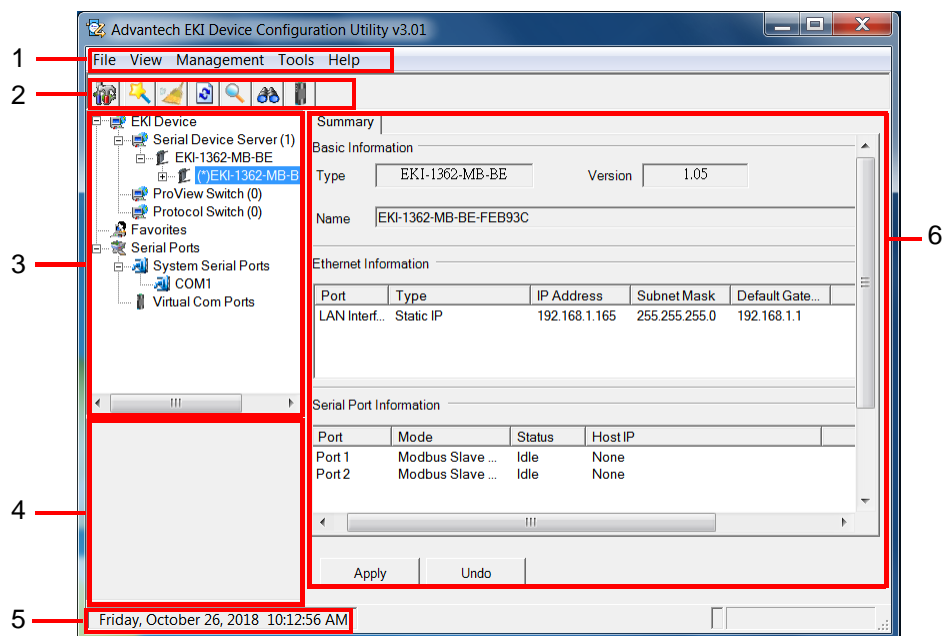 Advantech EKI Device Configuration Utility v3.01
1
File View Management Tools Help
2
3
EKI Device
Serial Device Server (1)
EKI-1362-MB-BE
(*)EKI-1362-MB-B
ProView Switch (0)
Protocol Switch (0)
Favorites
Serial Ports
System Serial Ports
COM1
Virtual Com Ports
4
5
Friday, October 26, 2018 10:12:56 AM
6
Summary
Basic Information
Type EKI-1362-MB-BE Version 1.05
Name EKI-1362-MB-BE-FEB93C
Ethernet Information
Port Type IP Address Subnet Mask Default Gate...
LAN Interf... Static IP 192.168.1.165 255.255.255.0 192.168.1.1
Serial Port Information
Port Mode Status Host IP
Port 1 Modbus Slave ... Idle None
Port 2 Modbus Slave ... Idle None
Apply Undo